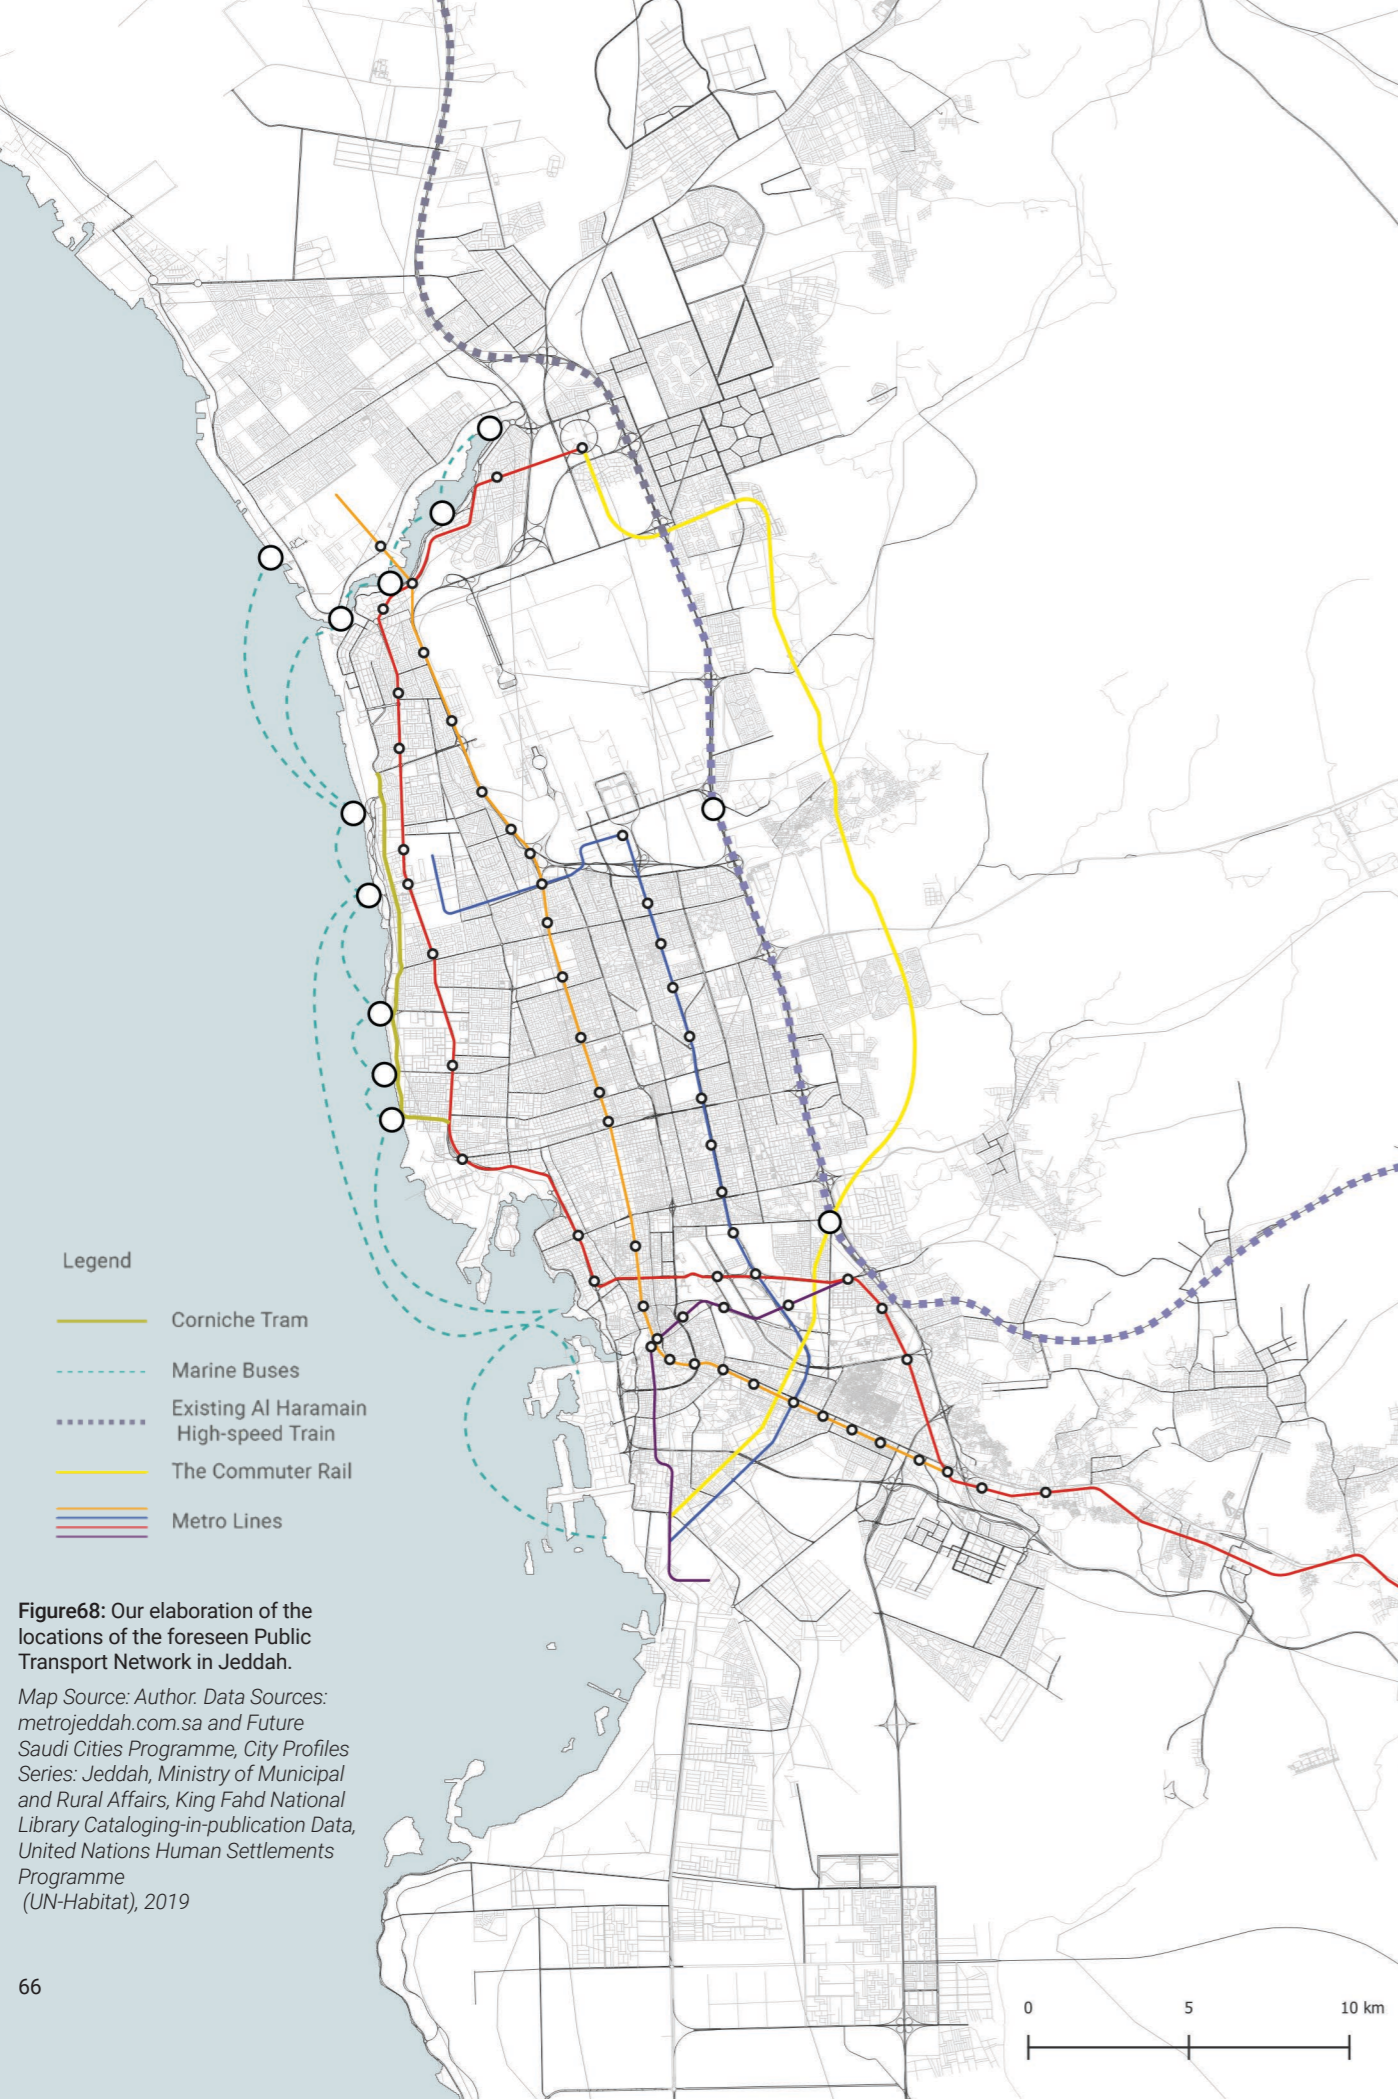 Legend
Corniche Tram
Marine Buses
Existing Al Haramain
High-speed Train
The Commuter Rail
Metro Lines
Figure68: Our elaboration of the
locations of the foreseen Public
Transport Network in Jeddah.
Map Source: Author. Data Sources:
metrojeddah.com.sa and Future
Saudi Cities Programme, City Profiles
Series: Jeddah, Ministry of Municipal
and Rural Affairs, King Fahd National
Library Cataloging-in-publication Data,
United Nations Human Settlements
Programme
(UN-Habitat), 2019
66
0 5 10 km